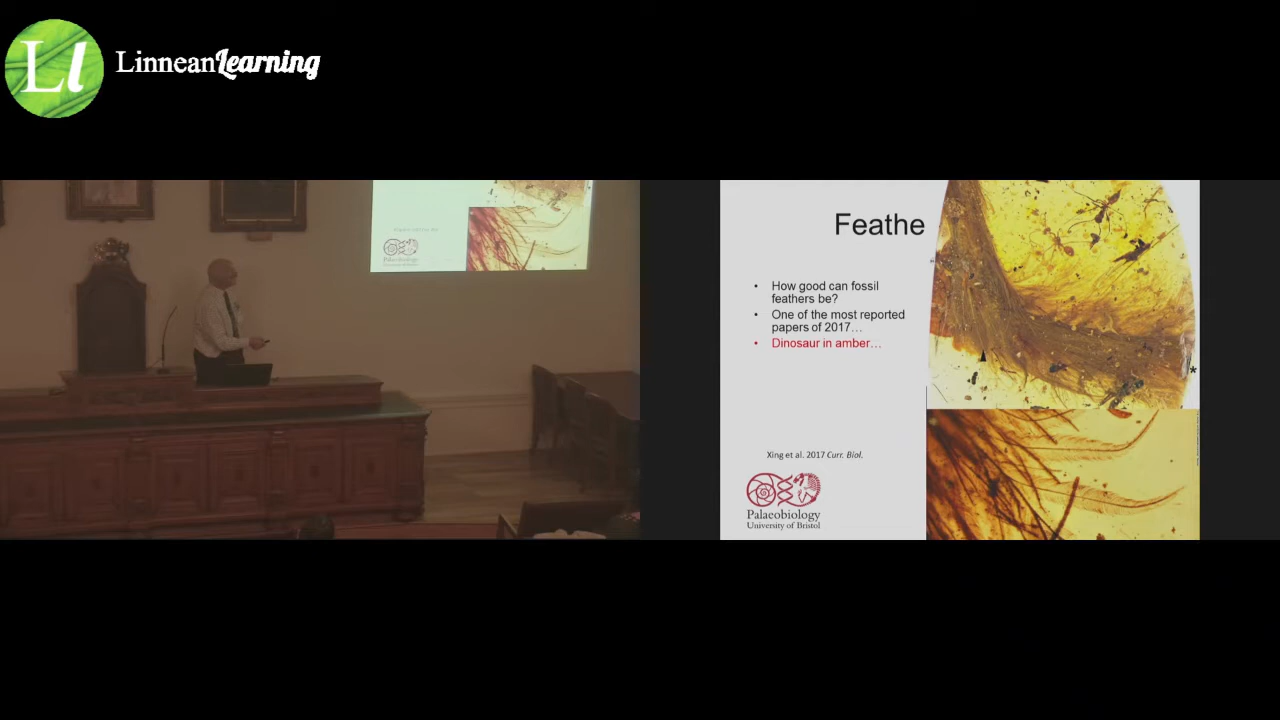 Ll LinneanLearning
Feathe
• How good can fossil
feathers be?
• One of the most reported
papers of 2017…
• Dinosaur in amber…
*
Xing et al. 2017 Curr. Biol.
Palaeobiology
University of Bristol
Palaeobiology